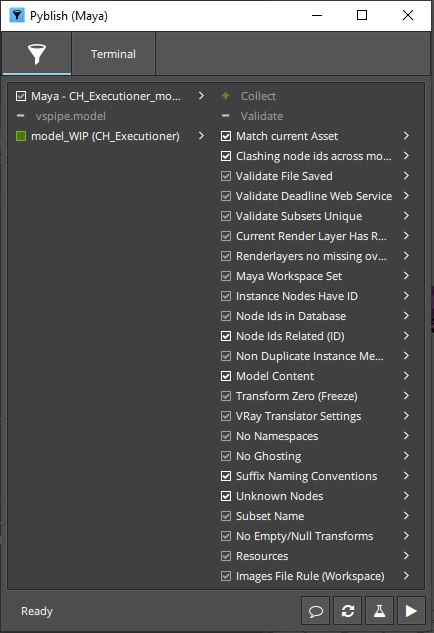 Pyblish (Maya)
Terminal
Maya - CH_Executioner_mo...
vspipe.model
model_WIP (CH_Executioner)
Collect
Validate
Match current Asset
Clashing node ids across mo...
Validate File Saved
Validate Deadline Web Service
Validate Subsets Unique
Current Render Layer Has R...
Renderlayers no missing ov...
Maya Workspace Set
Instance Nodes Have ID
Node Ids in Database
Node Ids Related (ID)
Non Duplicate Instance Me...
Model Content
Transform Zero (Freeze)
VRay Translator Settings
No Namespaces
No Ghosting
Suffix Naming Conventions
Unknown Nodes
Subset Name
No Empty/Null Transforms
Resources
Images File Rule (Workspace)
Ready